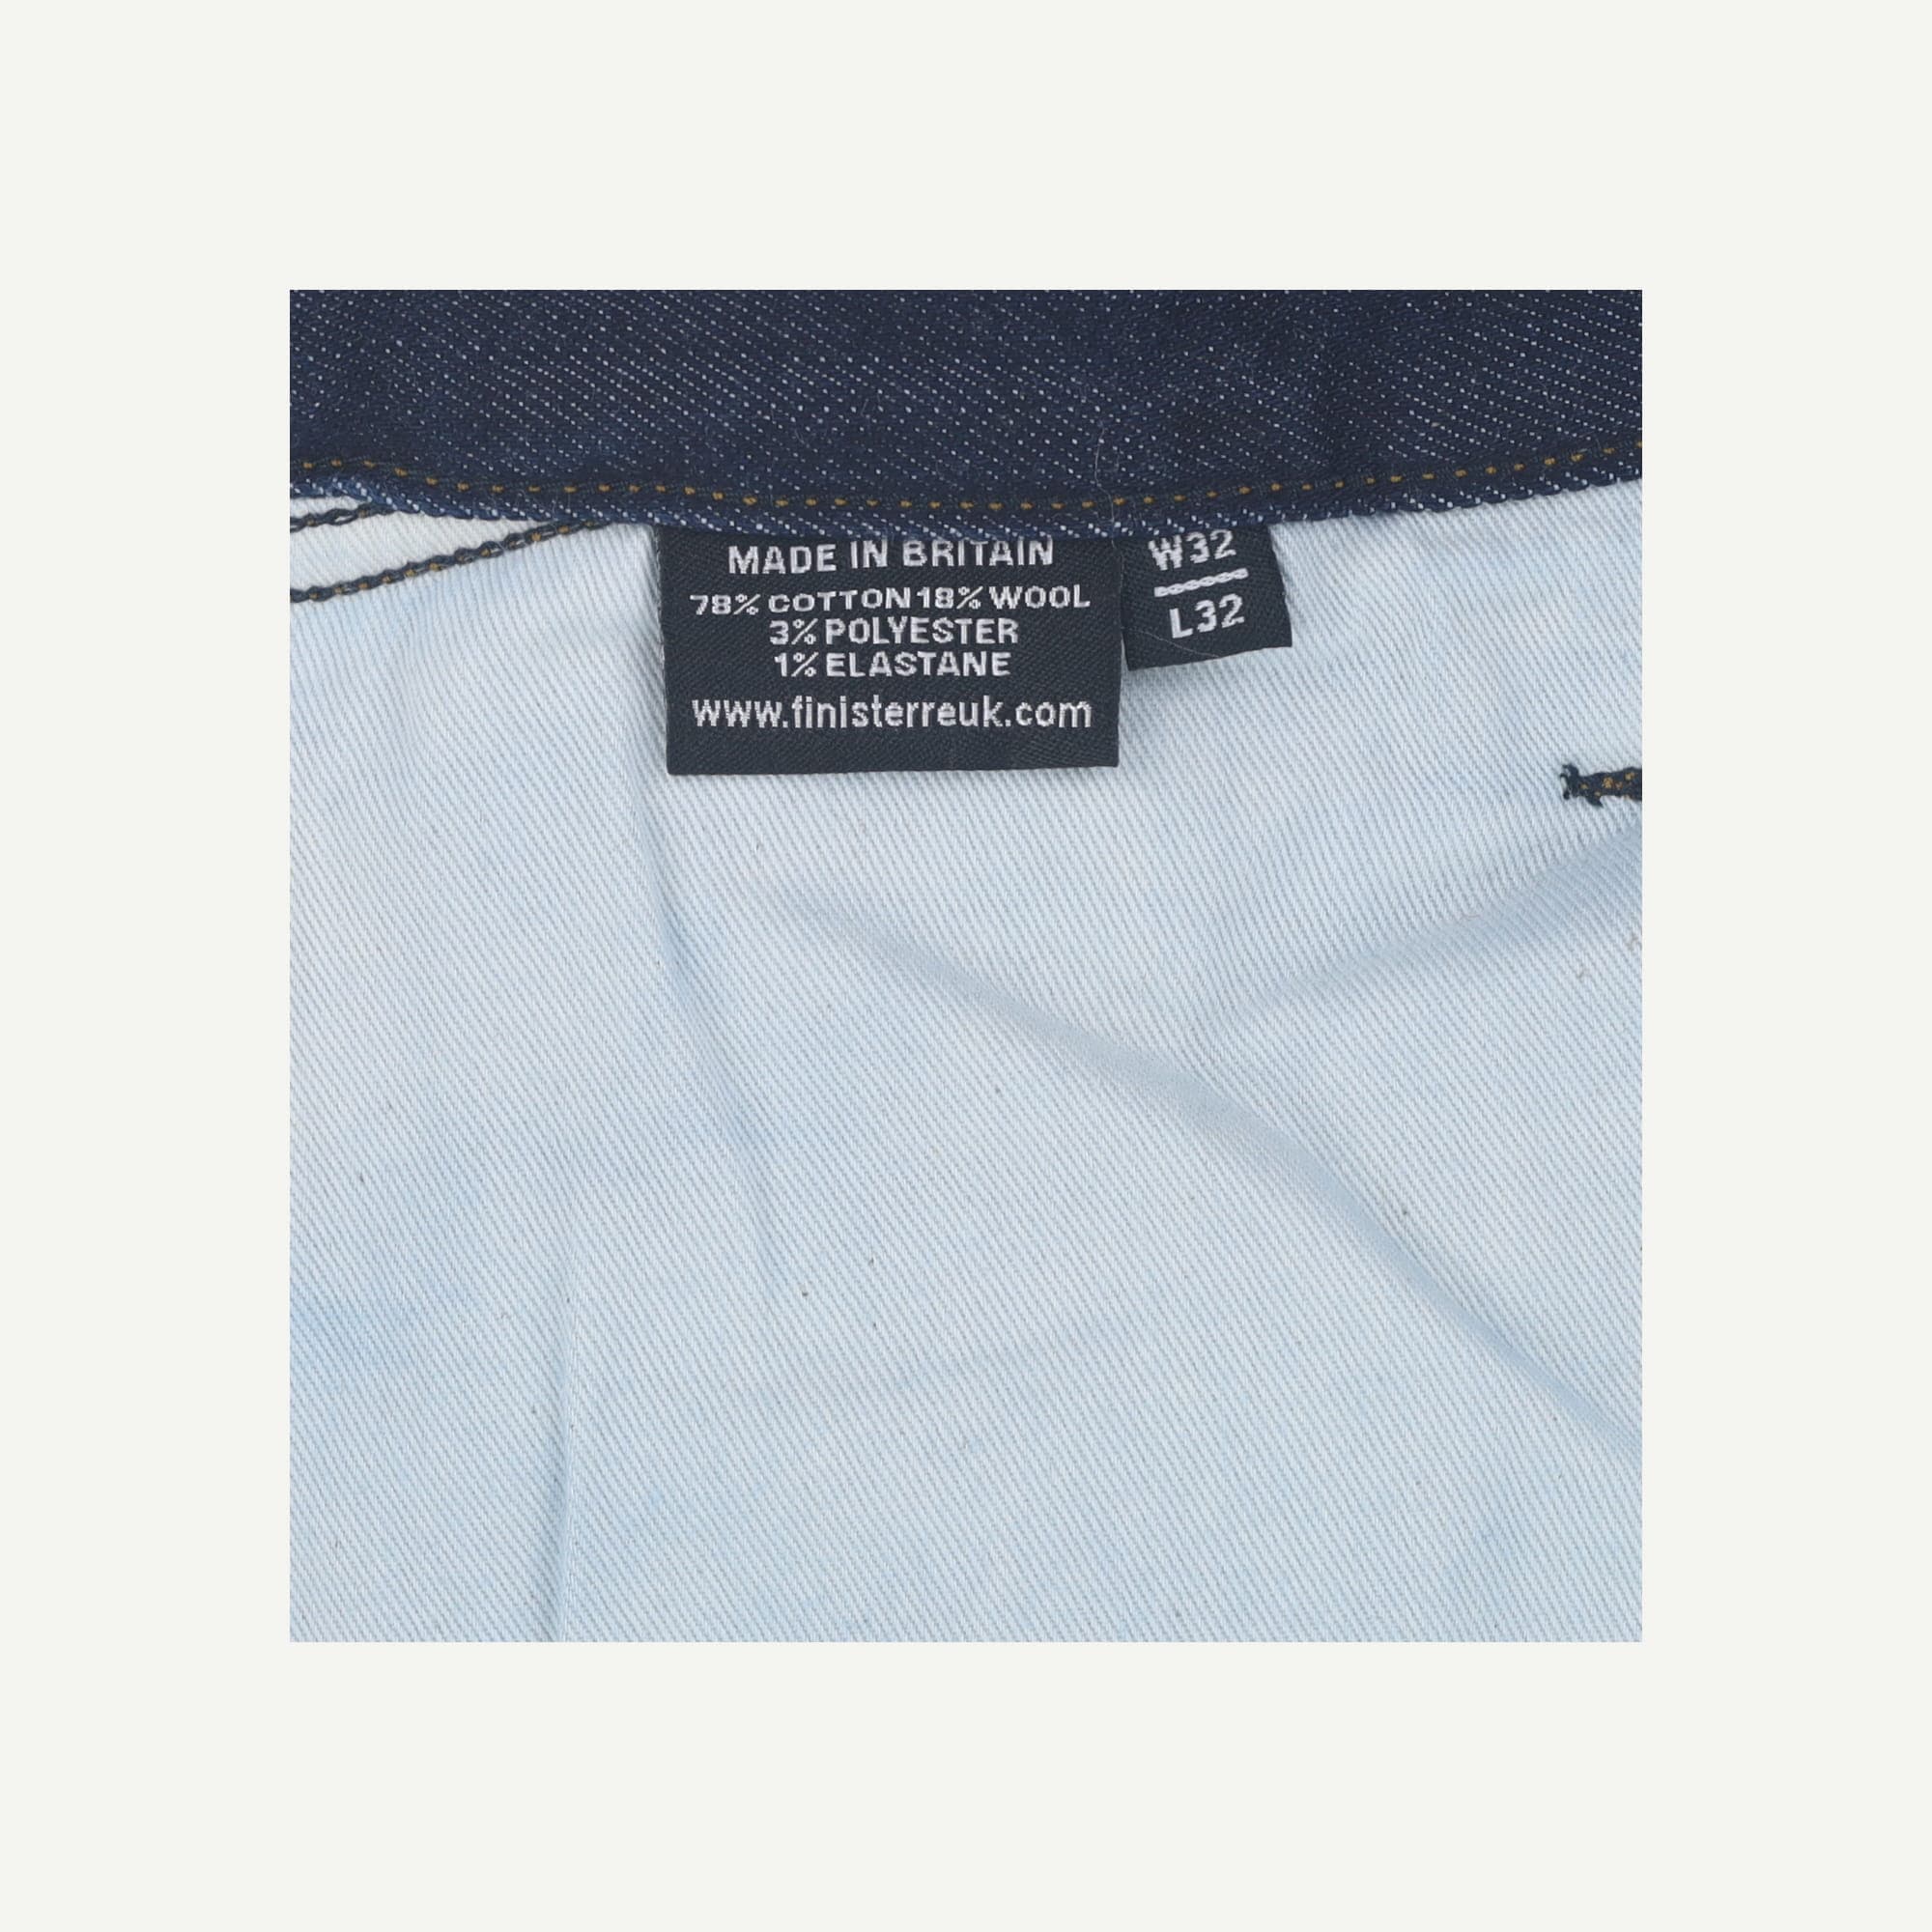 MADE IN BRITAIN
78% COTTON 18% WOOL
3% POLYESTER
1% ELASTANE
www.finisterreuk.com
W32
L32